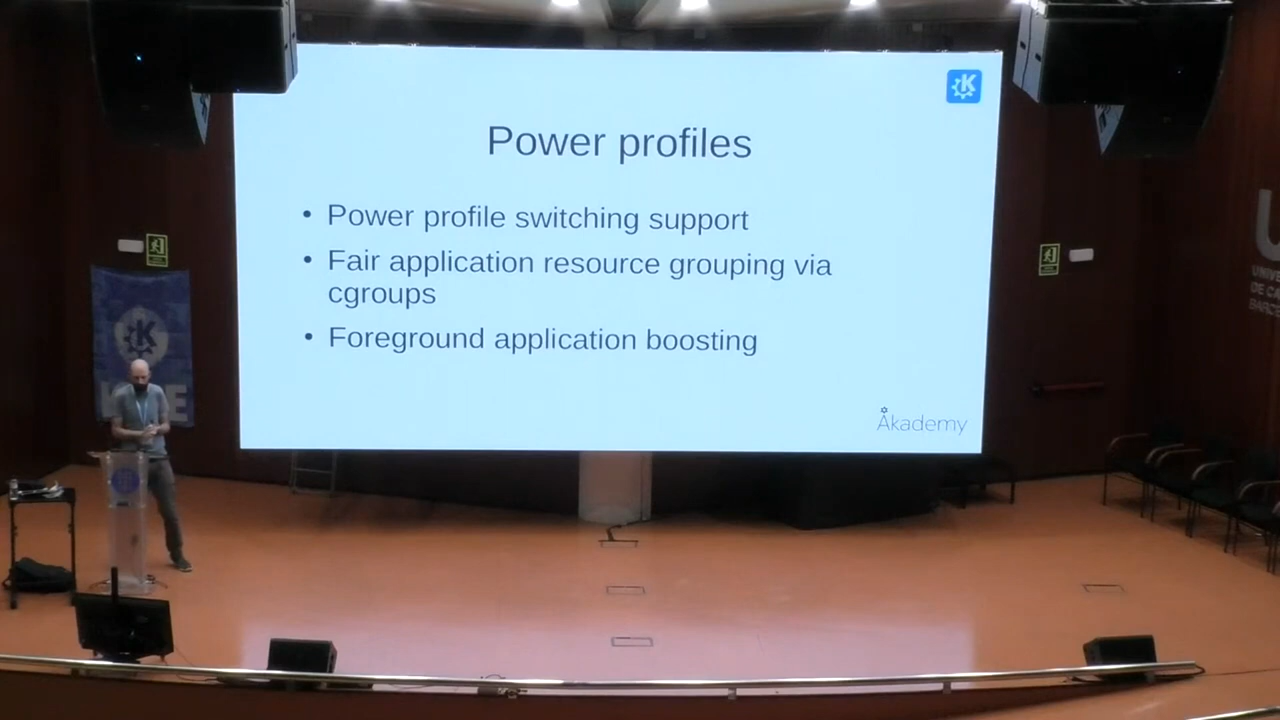 Power profiles
• Power profile switching support
• Fair application resource grouping via
cgroups
• Foreground application boosting
Akademy